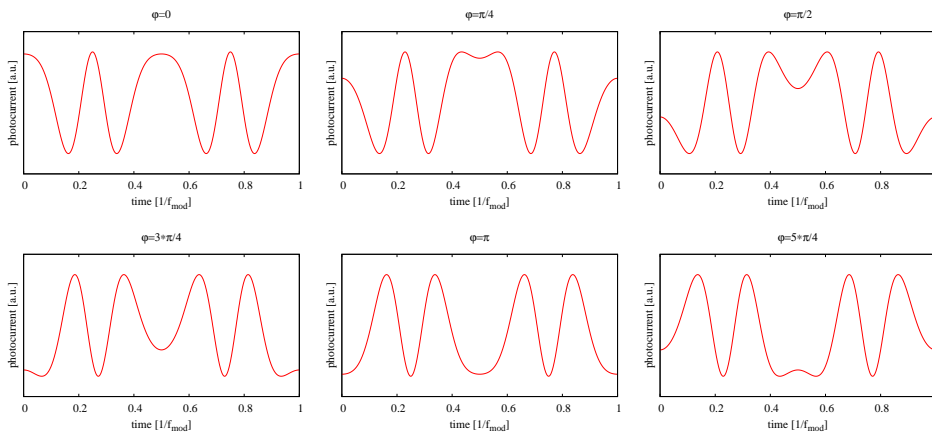 φ=0
photocurrent [a.u.]
0 0.2 0.4 0.6 0.8 1
time [1/f_mod]
φ=π/4
photocurrent [a.u.]
0 0.2 0.4 0.6 0.8 1
time [1/f_mod]
φ=π/2
photocurrent [a.u.]
0 0.2 0.4 0.6 0.8
time [1/f_mod]
φ=3*π/4
photocurrent [a.u.]
0 0.2 0.4 0.6 0.8 1
time [1/f_mod]
φ=π
photocurrent [a.u.]
0 0.2 0.4 0.6 0.8 1
time [1/f_mod]
φ=5*π/4
photocurrent [a.u.]
0 0.2 0.4 0.6 0.8
time [1/f_mod]